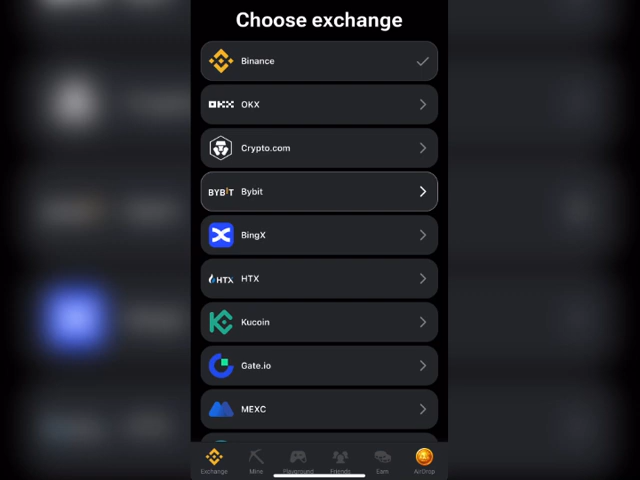 Choose exchange
Binance
OKX OKX
Crypto.com
BYBIT Bybit
BingX
HTX HTX
Kucoin
Gate.io
MEXC
Exchange Mine Playground Friends Earn AirDrop